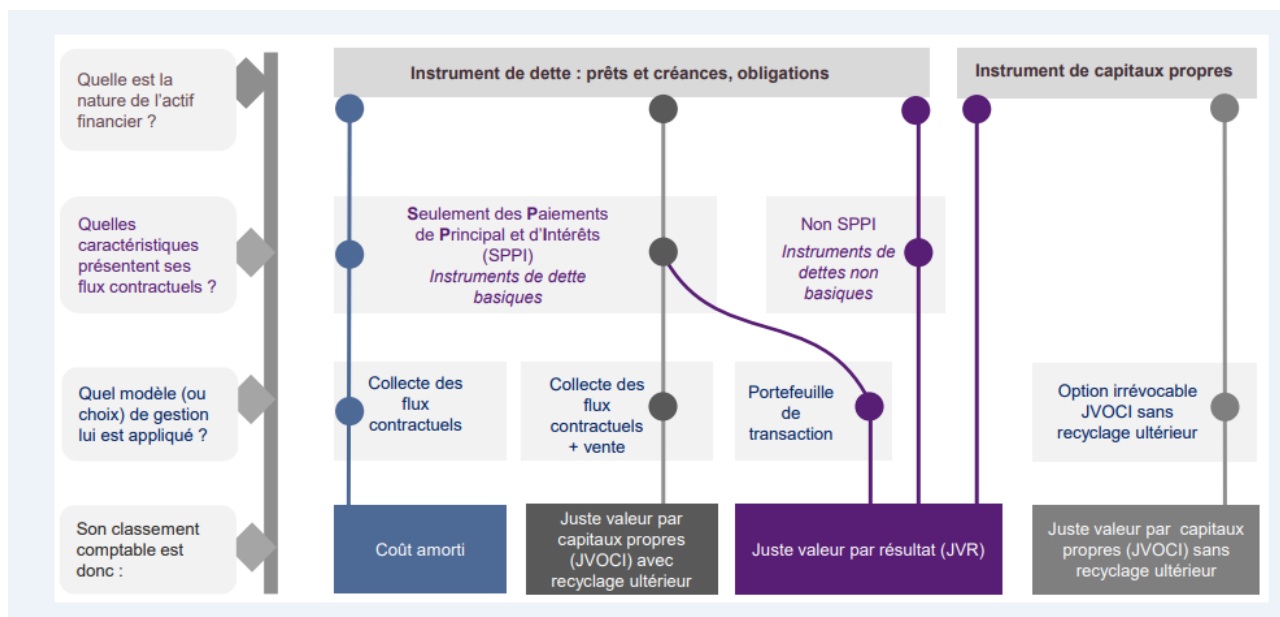 Quelle est la
nature de l'actif
financier ?
Instrument de dette : prêts et créances, obligations
Instrument de capitaux propres
Quelles
caractéristiques
présentent ses
flux contractuels ?
Seulement des Paiements
de Principal et d'Intérêts
(SPPI)
Instruments de dette
basiques
Non SPPI
Instruments de
dettes non
basiques
Quel modèle (ou
choix) de gestion
lui est appliqué ?
Collecte des
flux
contractuels
Collecte des
flux
contractuels
+ vente
Portefeuille
de
transaction
Option irrévocable
JVOCI sans
recyclage ultérieur
Son classement
comptable est
donc :
Coût amorti
Juste valeur par
capitaux propres
(JVOCI) avec
recyclage ultérieur
Juste valeur par résultat (JVR)
Juste valeur par capitaux
propres (JVOCI) sans
recyclage ultérieur